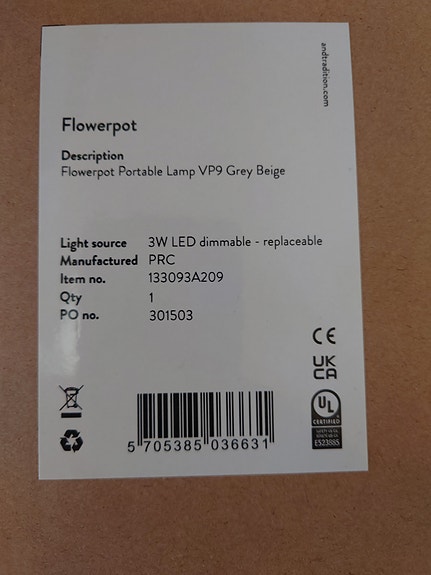 andtradition.com
Flowerpot
Description
Flowerpot Portable Lamp VP9 Grey Beige
Light source 3W LED dimmable - replaceable
Manufactured PRC
Item no. 133093A209
Qty 1
PO no. 301503
CE
UK
CA
UL
CERTIFIED
E523885
5 705385 036631